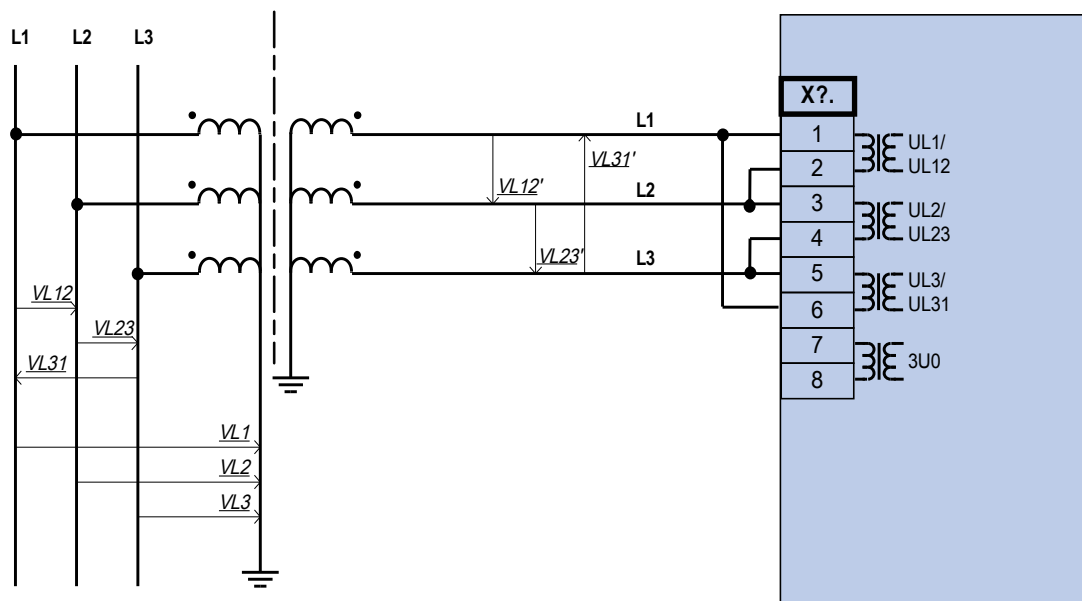 L1 L2 L3
X?.
1
2
3
4
5
6
7
8
UL1/
UL12
UL2/
UL23
UL3/
UL31
3U0
L1
L2
L3
VL31'
VL12'
VL23'
VL12
VL23
VL31
VL1
VL2
VL3